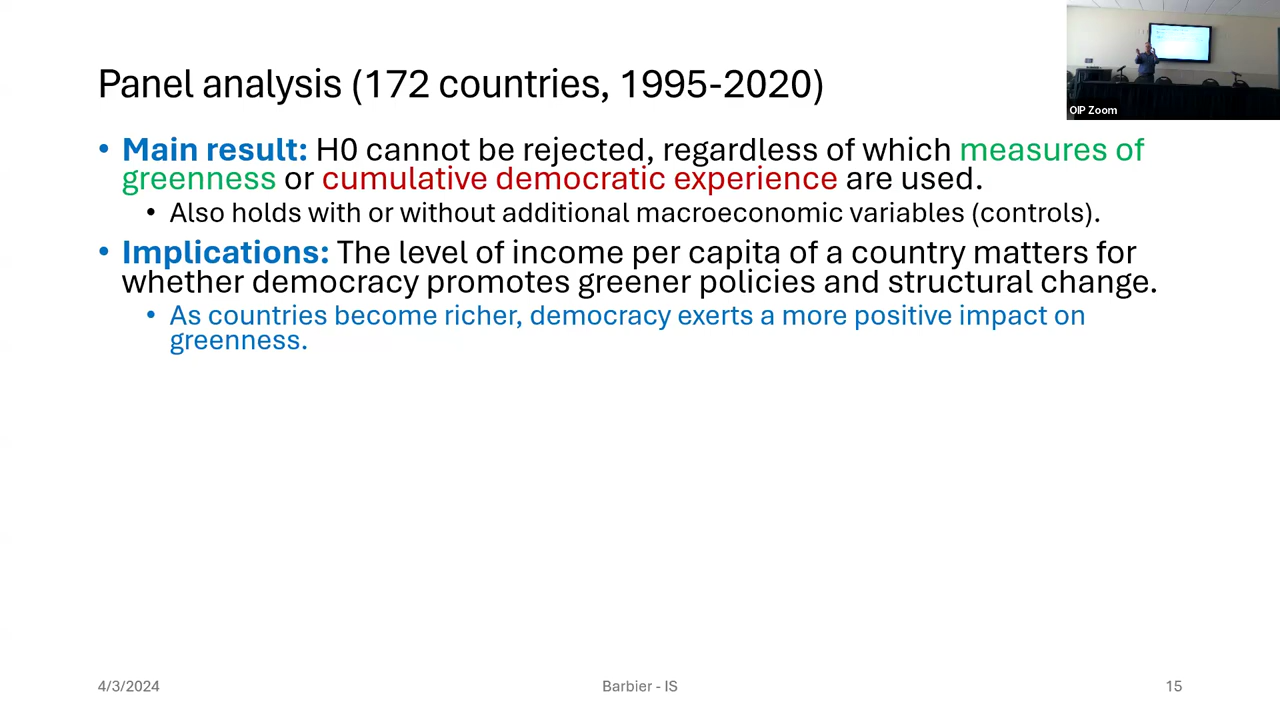 Panel analysis (172 countries, 1995-2020)
OIP Zoom
• Main result: H0 cannot be rejected, regardless of which measures of
greenness or cumulative democratic experience are used.
• Also holds with or without additional macroeconomic variables (controls).
• Implications: The level of income per capita of a country matters for
whether democracy promotes greener policies and structural change.
• As countries become richer, democracy exerts a more positive impact on
greenness.
4/3/2024
Barbier - IS
15